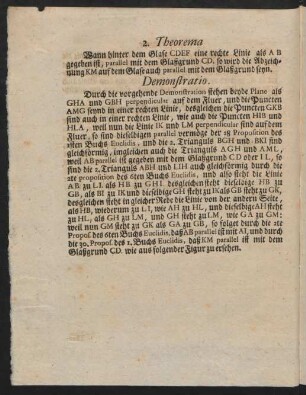 2. Theorema
Wann hinter dem Glase CDEF eine rechte Linie als A B
gegeben ist, parallel mit dem Glaßgrund CD, so wird die Abzeich-
nung KM auf dem Glase auch parallel mit dem Glaßgrund seyn.
Demonstratio.
Durch die vorgehende Demonstration stehen beyde Plano als
GHA und GBH perpendicular auf dem Fluer, und die Puncten
AMG seynd in einer rechten Linie, desgleichen die Puncten GKB
sind auch in einer rechten Linie, wie auch die Puncten HIB und
HLA, weil nun die Linie IK und LM perpendicular sind auf dem
Fluer, so sind dieselbigen parallel vermöge der 28 Proposition des
1sten Buchs Euclidis, und die 2. Trianguls BGH und BKI sind
gleichförmig, imgleichen auch die Trianguls AGH und AML,
weil AB parallel ist gegeben mit dem Glaßgrund CD oder IL, so
sind die 2. Trianguls ABH und LIH auch gleichförmig durch die
2te proposition des 6ten Buchs Euclidis, und also steht die Linie
AB zu LI als HB zu GHI. desgleichen steht dieselbige HB zu
GB, als BI zu IK und dieselbige GH steht zu IK als GB steht zu GK,
desgleichen steht in gleicher Rede die Linie von der andern Seite,
als HB, wiederum zu LI, wie AH zu HL, und dieselbige AH steht
zu HL, als GH zu LM, und GH steht zu LM, wie GA zu GM:
weil nun GM steht zu GK als GA zu GB, so folget durch die 2te
Propos. des 6ten Buchs Euclidis, daß AB parallel ist mit AI, und durch
die 30. Propos. des 1. Buchs Euclidis, daß KM parallel ist mit dem
Glaßgrund CD. wie aus folgender Figur zu ersehen.